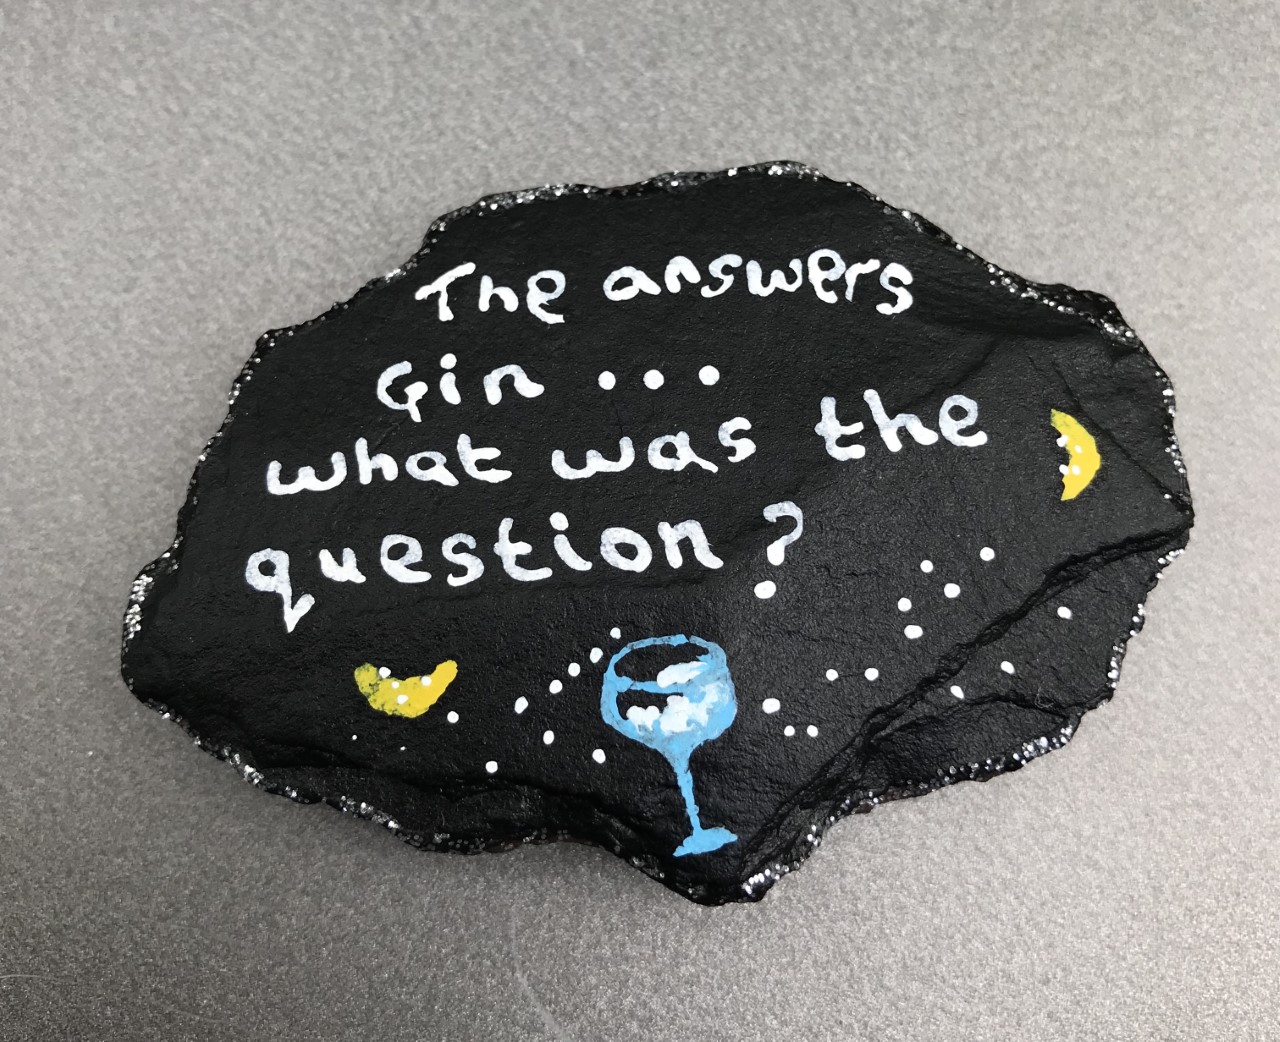 The answers
Gin ...
what was the
question ?